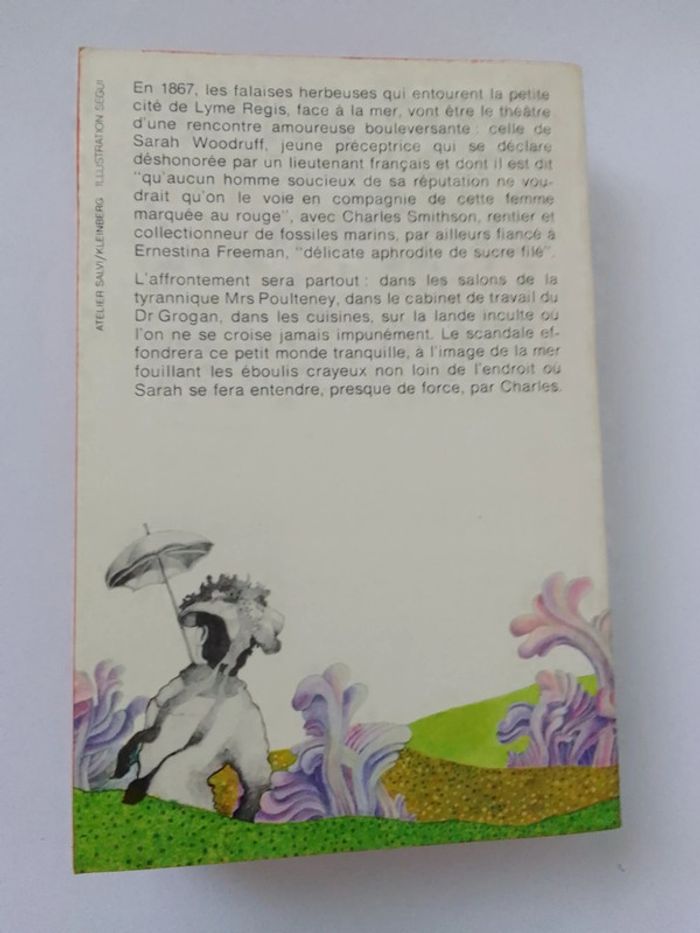 En 1867, les falaises herbeuses qui entourent la petite
cité de Lyme Regis, face à la mer, vont être le théâtre
d'une rencontre amoureuse bouleversante : celle de
Sarah Woodruff, jeune préceptrice qui se déclare
déshonorée par un lieutenant français et dont il est dit
"qu'aucun homme soucieux de sa réputation ne vou-
drait qu'on le voie en compagnie de cette femme
marquée au rouge", avec Charles Smithson, rentier et
collectionneur de fossiles marins, par ailleurs fiancé à
Ernestina Freeman, "délicate aphrodite de sucre filé".
L'affrontement sera partout : dans les salons de la
tyrannique Mrs Poulteney, dans le cabinet de travail du
Dr Grogan, dans les cuisines, sur la lande inculte où
l'on ne se croise jamais impunément. Le scandale ef-
fondrera ce petit monde tranquille, à l'image de la mer
fouillant les éboulis crayeux non loin de l'endroit où
Sarah se fera entendre, presque de force, par Charles.
ATELIER SALVI/KLEINBERG ILLUSTRATION SEGUI